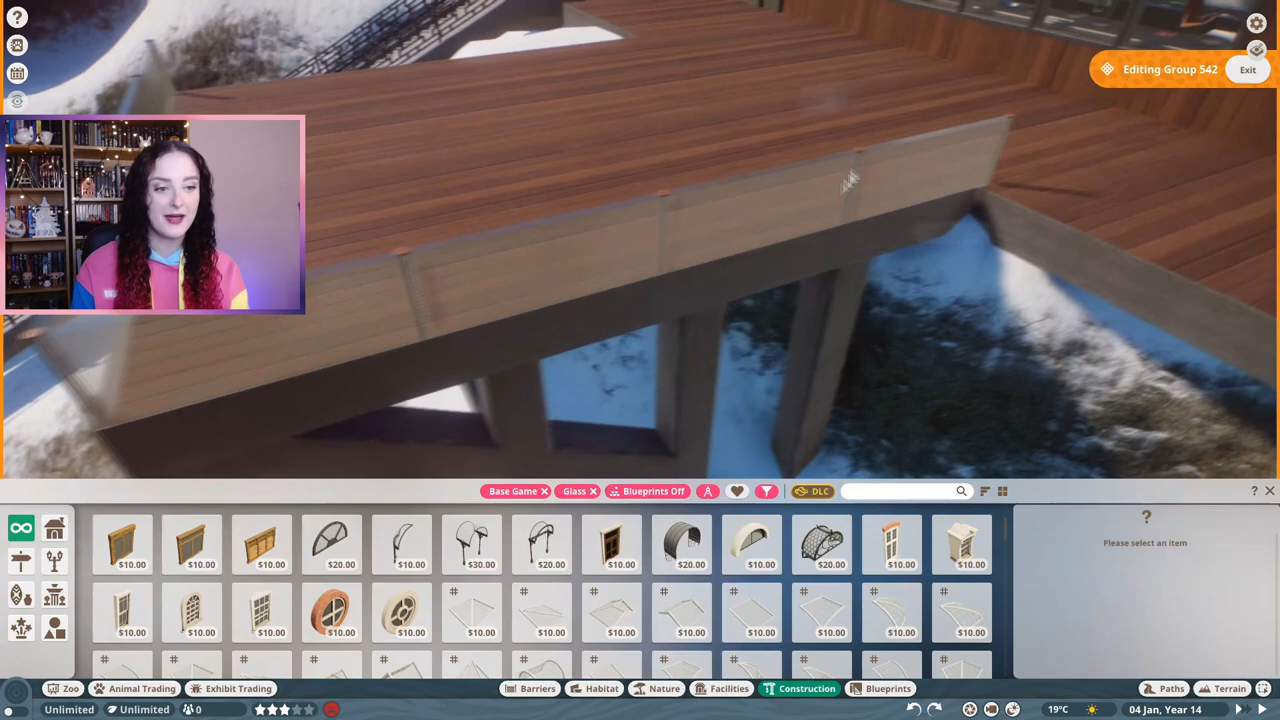 Editing Group 542 Exit
Base Game × Glass × Blueprints Off DLC
$10.00 $10.00 $10.00 $20.00 $10.00 $30.00 $20.00 $10.00 $20.00 $10.00 $20.00 $10.00 $10.00
$10.00 $10.00 $10.00 $10.00 $10.00 $10.00 $10.00 $10.00 $10.00 $10.00 $10.00 $10.00 $10.00
?
Please select an item
Zoo Animal Trading Exhibit Trading Barriers Habitat Nature Facilities Construction Blueprints Paths Terrain
Unlimited Unlimited 0 19°C 04 Jan, Year 14